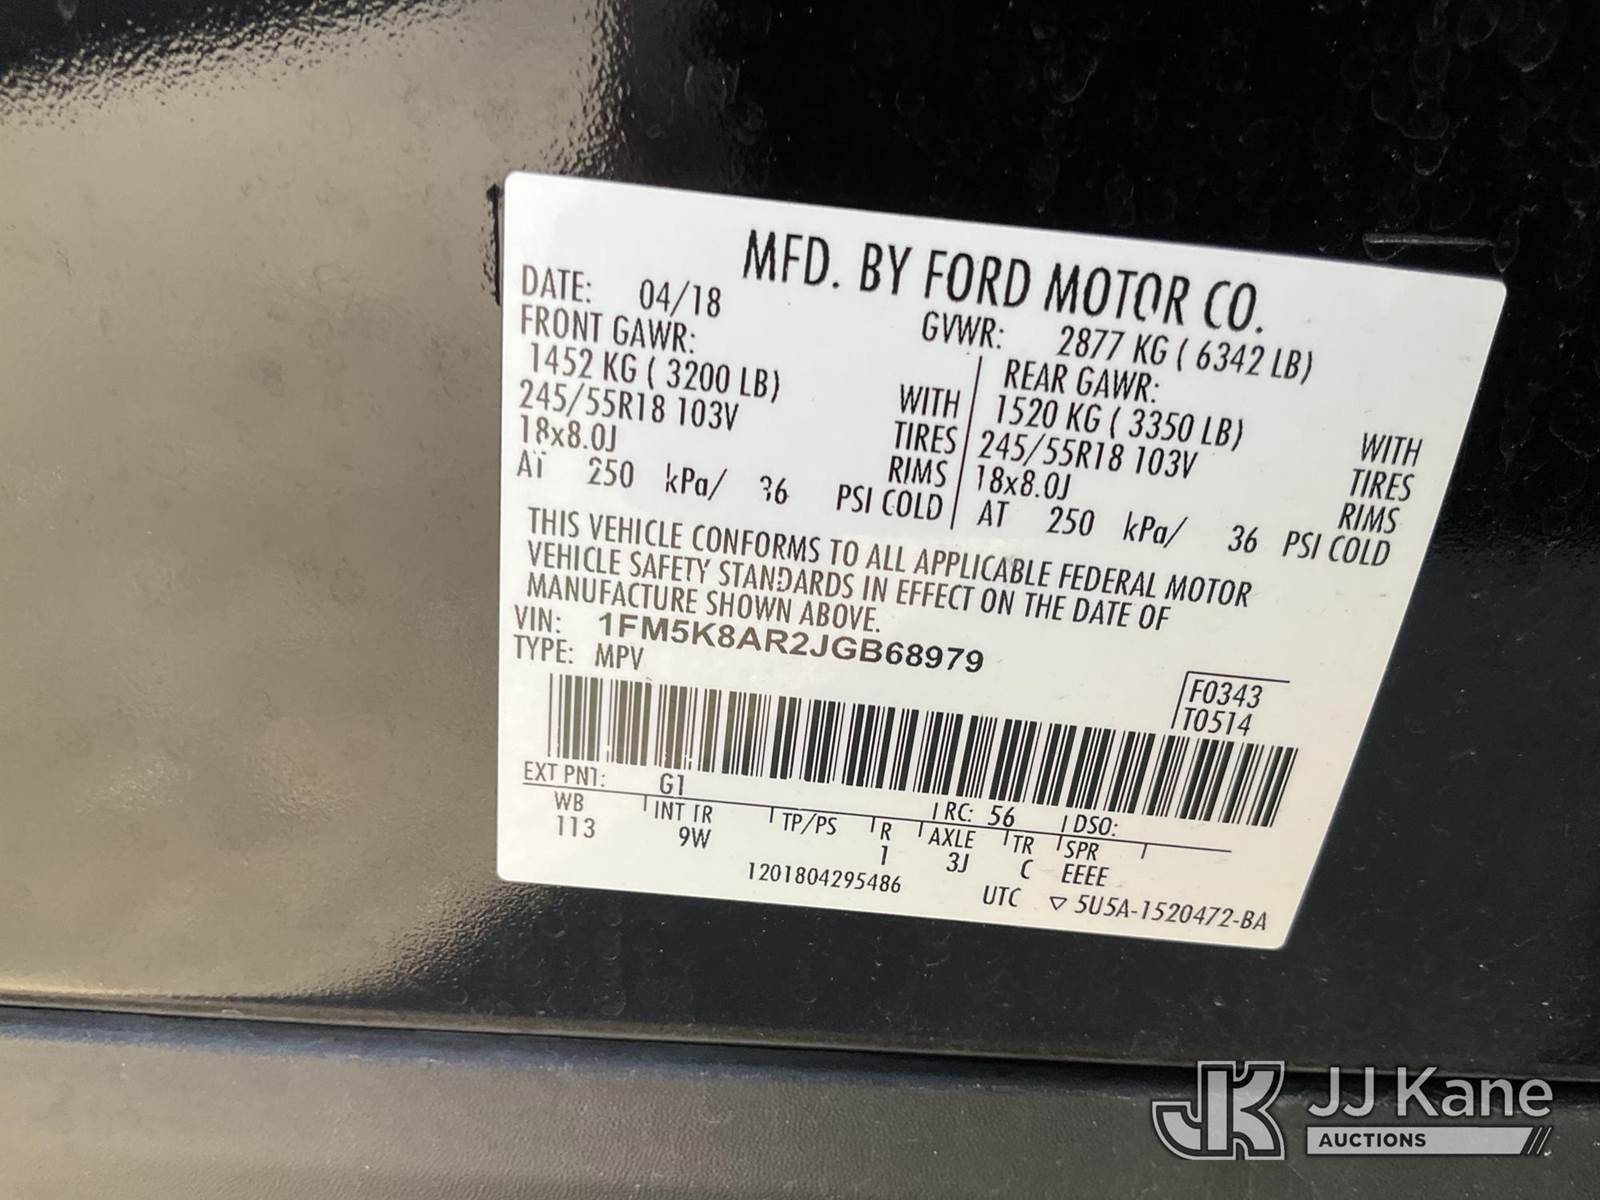 MFD. BY FORD MOTOR CO.
DATE: 04/18 GVWR: 2877 KG ( 6342 LB)
FRONT GAWR: REAR GAWR:
1452 KG ( 3200 LB) WITH 1520 KG ( 3350 LB) WITH
245/55R18 103V TIRES 245/55R18 103V TIRES
18x8.0J RIMS 18x8.0J RIMS
AT 250 kPa/ 36 PSI COLD AT 250 kPa/ 36 PSI COLD
THIS VEHICLE CONFORMS TO ALL APPLICABLE FEDERAL MOTOR
VEHICLE SAFETY STANDARDS IN EFFECT ON THE DATE OF
MANUFACTURE SHOWN ABOVE.
VIN: 1FM5K8AR2JGB68979
TYPE: MPV
F0343
T0514
EXT PNT: G1 RC: 56 DSO:
WB INT TR TP/PS R AXLE TR SPR
113 9W 1 3J C EEEE
1201804295486 UTC ▽ 5U5A-1520472-BA
JK JJ Kane
AUCTIONS